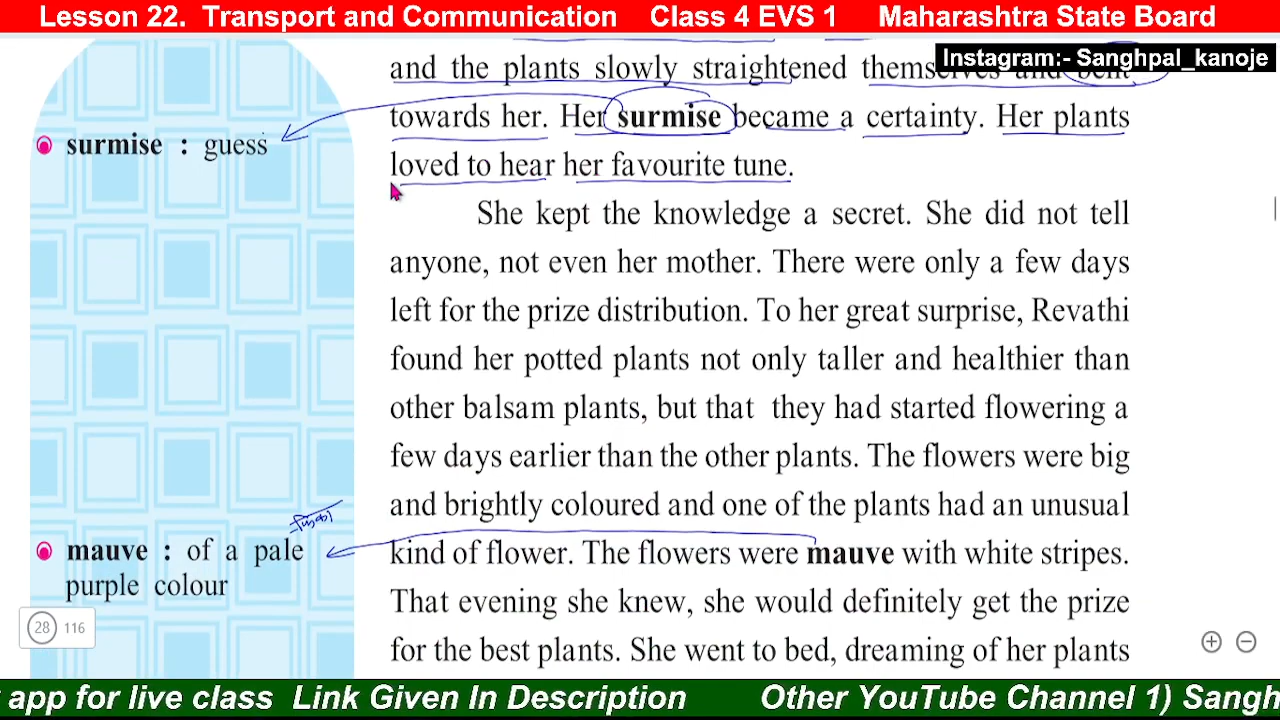 Lesson 22. Transport and Communication Class 4 EVS 1 Maharashtra State Board
Instagram:- Sanghpal_kanoje
and the plants slowly straightened themselves and bent
towards her. Her surmise became a certainty. Her plants
loved to hear her favourite tune.
surmise : guess
She kept the knowledge a secret. She did not tell
anyone, not even her mother. There were only a few days
left for the prize distribution. To her great surprise, Revathi
found her potted plants not only taller and healthier than
other balsam plants, but that they had started flowering a
few days earlier than the other plants. The flowers were big
and brightly coloured and one of the plants had an unusual
kind of flower. The flowers were mauve with white stripes.
That evening she knew, she would definitely get the prize
for the best plants. She went to bed, dreaming of her plants
mauve : of a pale
purple colour
28 116
app for live class Link Given In Description Other YouTube Channel 1) Sangh